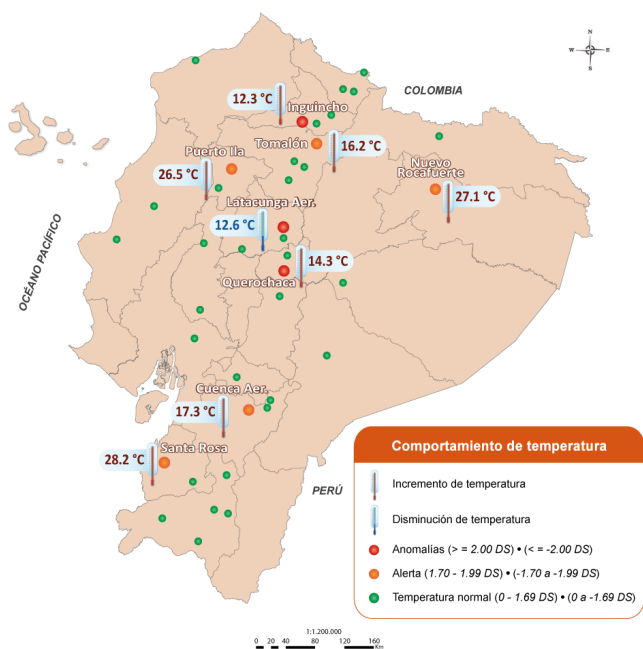 N
W E
S
COLOMBIA
12.3 °C
Inguincho
Tomalón
16.2 °C
Puerto Ila
26.5 °C
Nuevo
Rocafuerte
27.1 °C
Latacunga Aer.
12.6 °C
14.3 °C
Querochaca
OCÉANO PACÍFICO
Cuenca Aer.
17.3 °C
Santa Rosa
28.2 °C
PERÚ
Comportamiento de temperatura
Incremento de temperatura
Disminución de temperatura
Anomalías (> = 2.00 DS) • (< = -2.00 DS)
Alerta (1.70 - 1.99 DS) • (-1.70 a -1.99 DS)
Temperatura normal (0 - 1.69 DS) • (0 a -1.69 DS)
1:1.200.000
0 20 40 80 120 160
Km